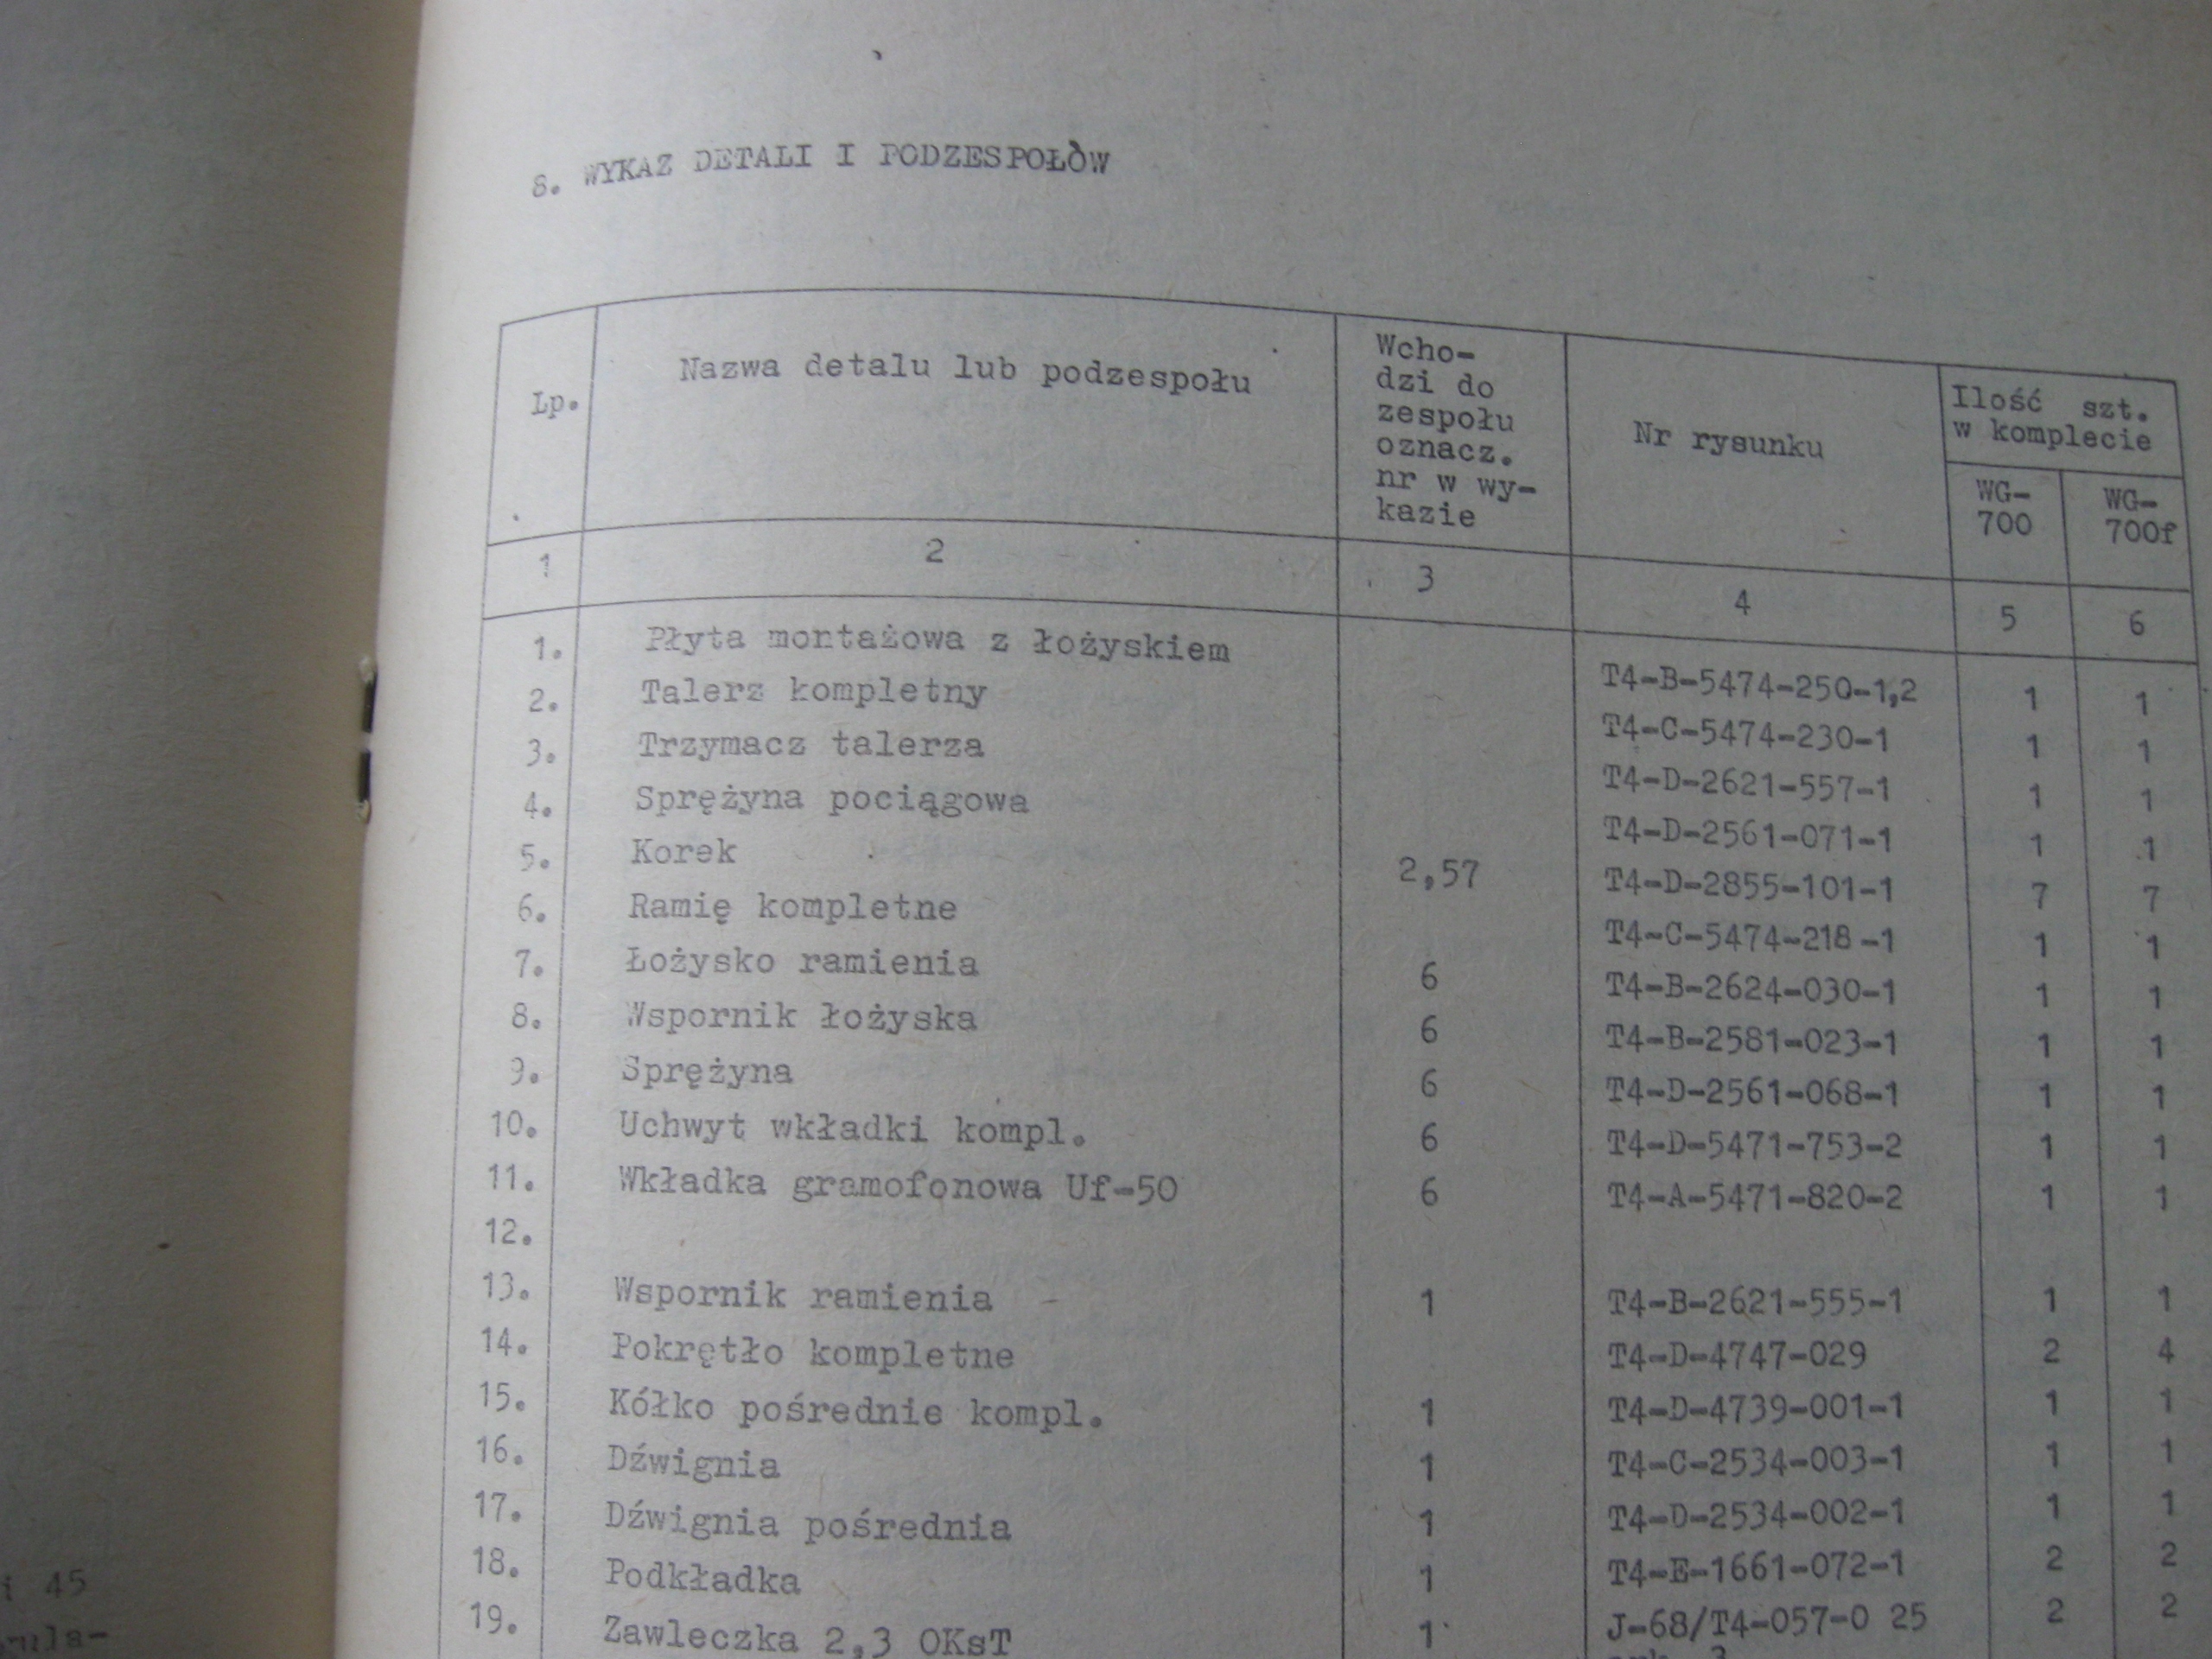 8. WYKAZ DETALI I PODZESPOŁÓW
Lp.
Nazwa detalu lub podzespołu
Wcho-
dzi do
zespołu
oznacz.
nr w wy-
kazie
Nr rysunku
Ilość szt.
w komplecie
WG-
700
WG-
700f
1 2 3 4 5 6
1. Płyta montażowa z łożyskiem T4-B-5474-250-1,2 1 1
2. Talerz kompletny T4-C-5474-230-1 1 1
3. Trzymacz talerza T4-D-2621-557-1 1 1
4. Sprężyna pociągowa T4-D-2561-071-1 1 1
5. Korek 2,57 T4-D-2855-101-1 7 7
6. Ramię kompletne T4-C-5474-218-1 1 1
7. Łożysko ramienia 6 T4-B-2624-030-1 1 1
8. Wspornik łożyska 6 T4-B-2581-023-1 1 1
9. Sprężyna 6 T4-D-2561-068-1 1 1
10. Uchwyt wkładki kompl. 6 T4-D-5471-753-2 1 1
11. Wkładka gramofonowa Uf-50 6 T4-A-5471-820-2 1 1
12.
13. Wspornik ramienia 1 T4-B-2621-555-1 1 1
14. Pokrętło kompletne T4-D-4747-029 2 4
15. Kółko pośrednie kompl. 1 T4-D-4739-001-1 1 1
16. Dźwignia 1 T4-C-2534-003-1 1 1
17. Dźwignia pośrednia 1 T4-D-2534-002-1 1 1
18. Podkładka 1 T4-E-1661-072-1 2 2
19. Zawleczka 2,3 OKsT 1 J-68/T4-057-0 25 2 2
i 45